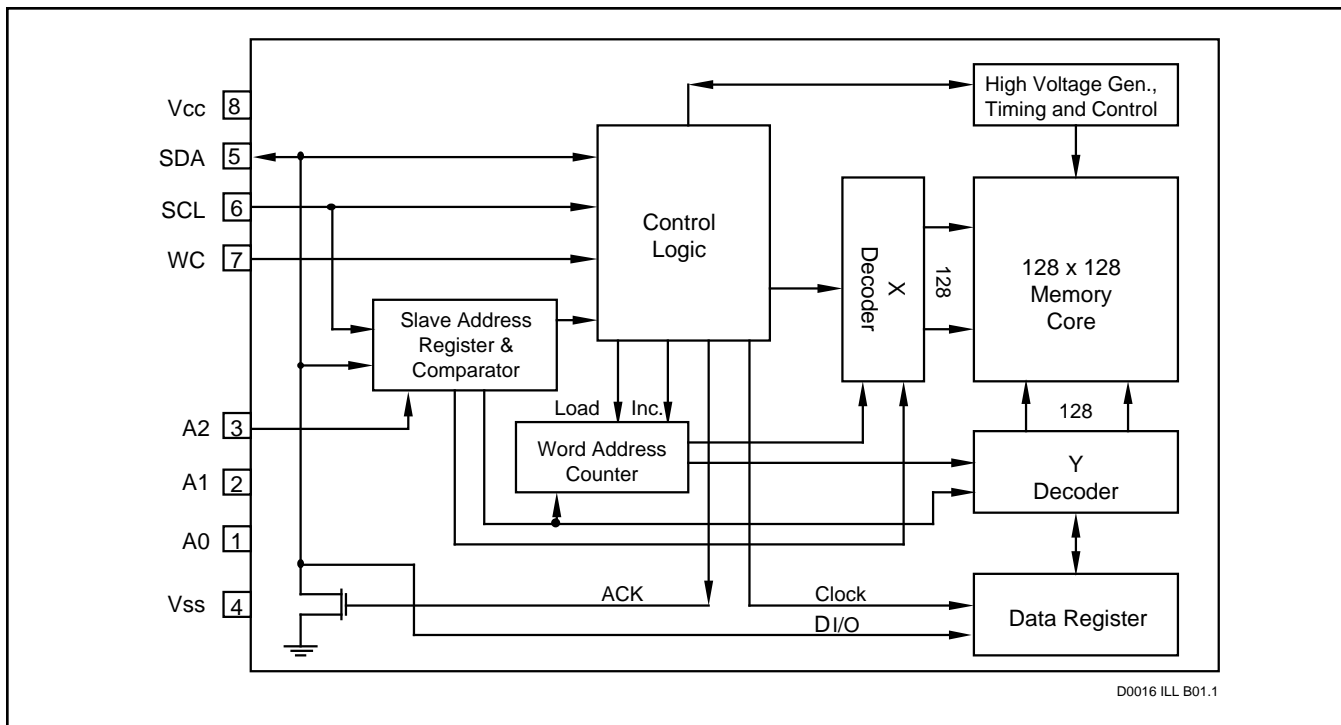 High Voltage Gen.,
Timing and Control
Vcc 8
SDA 5
SCL 6
WC 7
Control
Logic
X
Decoder
128
128 x 128
Memory
Core
Slave Address
Register &
Comparator
A2 3
Load Inc.
128
Word Address
Counter
Y
Decoder
A1 2
A0 1
Vss 4
ACK
Clock
DI/O
Data Register
D0016 ILL B01.1